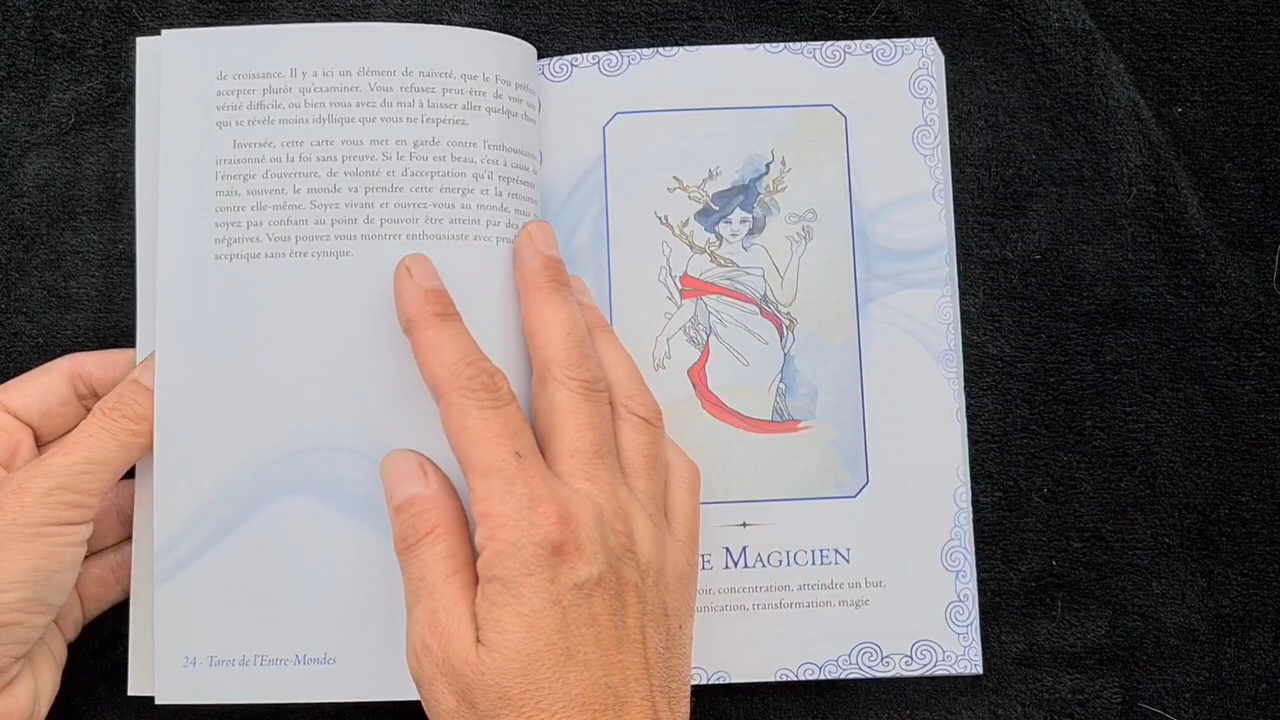 de croissance. Il y a ici un élément de naïveté, que le Fou préfère
accepter plutôt qu'examiner. Vous refusez peut-être de voir une
vérité difficile, ou bien vous avez du mal à laisser aller quelque chose
qui se révèle moins idyllique que vous ne l'espériez.
Inversée, cette carte vous met en garde contre l'enthousiasme
irraisonné ou la foi sans preuve. Si le Fou est beau, c'est à cause de
l'énergie d'ouverture, de volonté et d'acceptation qu'il représente
mais, souvent, le monde va prendre cette énergie et la retourner
contre elle-même. Soyez vivant et ouvrez-vous au monde, mais
soyez pas confiant au point de pouvoir être atteint par des
négatives. Vous pouvez vous montrer enthousiaste avec
sceptique sans être cynique.
24 - Tarot de l'Entre-Mondes
E MAGICIEN
oir, concentration, atteindre un but,
unication, transformation, magie